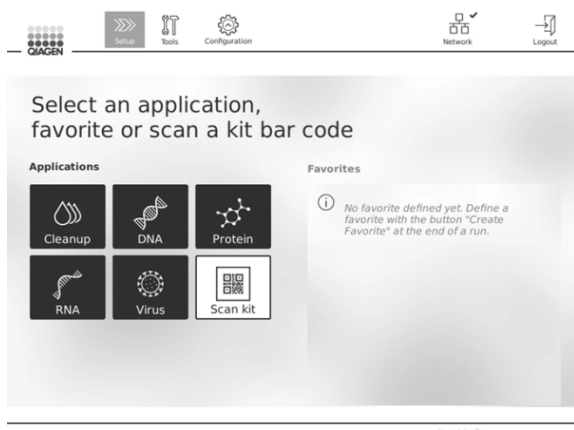 QIAGEN
Setup
Tools
Configuration
Network
Logout
Select an application,
favorite or scan a kit bar code
Applications
Favorites
Cleanup
DNA
Protein
RNA
Virus
Scan kit
No favorite defined yet. Define a
favorite with the button "Create
Favorite" at the end of a run.